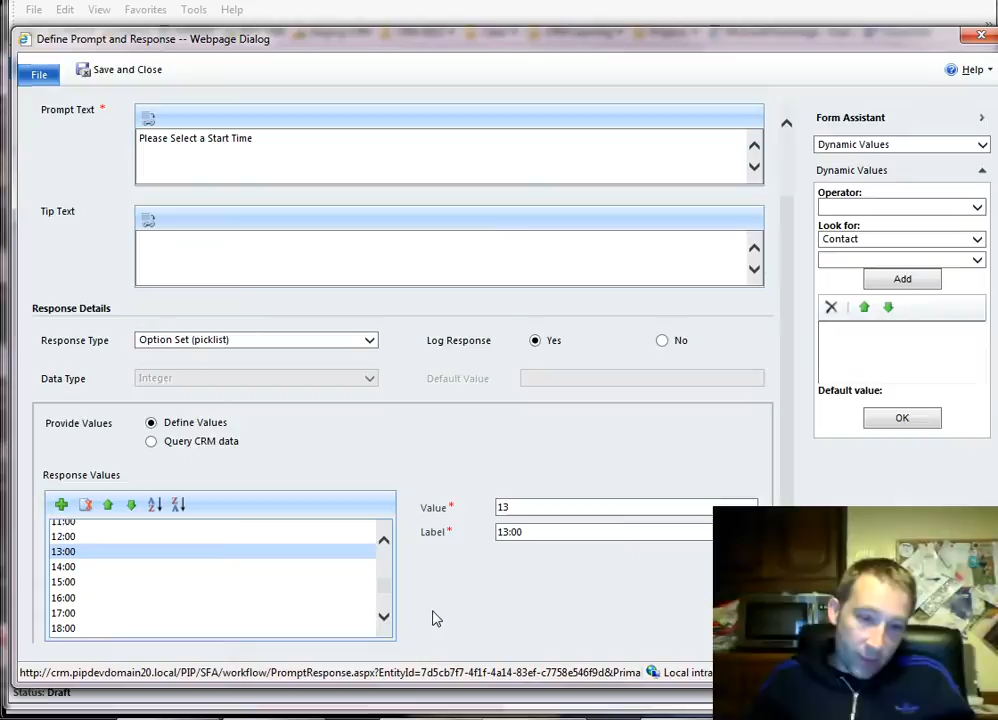 File Edit View Favorites Tools Help
Define Prompt and Response -- Webpage Dialog
File Save and Close Help
Prompt Text *
Please Select a Start Time
Tip Text
Response Details
Response Type Option Set (picklist) Log Response Yes No
Data Type Integer Default Value
Provide Values Define Values
Query CRM data
Response Values
11:00
12:00
13:00
14:00
15:00
16:00
17:00
18:00
Value * 13
Label * 13:00
Form Assistant
Dynamic Values
Dynamic Values
Operator:
Look for:
Contact
Add
Default value:
OK
http://crm.pipdevdomain20.local/PIP/SFA/workflow/PromptResponse.aspx?EntityId=7d5cb7f7-4f1f-4a14-83ef-c7758e546f9d&Prima Local intra
Status: Draft